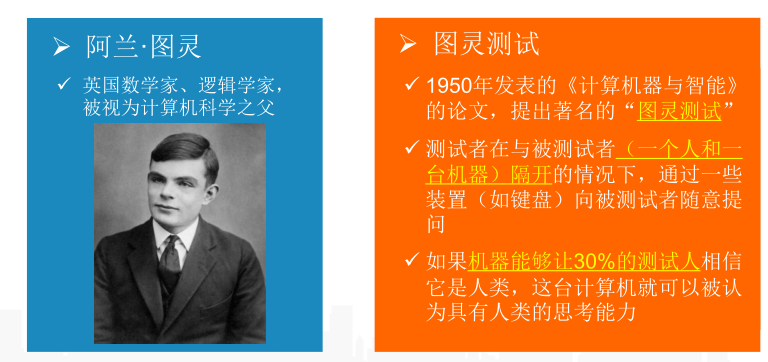 ➢ 阿兰·图灵
✓ 英国数学家、逻辑学家，
被视为计算机科学之父
➢ 图灵测试
✓ 1950年发表的《计算机器与智能》
的论文，提出著名的“图灵测试”
✓ 测试者在与被测试者（一个人和一
台机器）隔开的情况下，通过一些
装置（如键盘）向被测试者随意提
问
✓ 如果机器能够让30%的测试人相信
它是人类，这台计算机就可以被认
为具有人类的思考能力